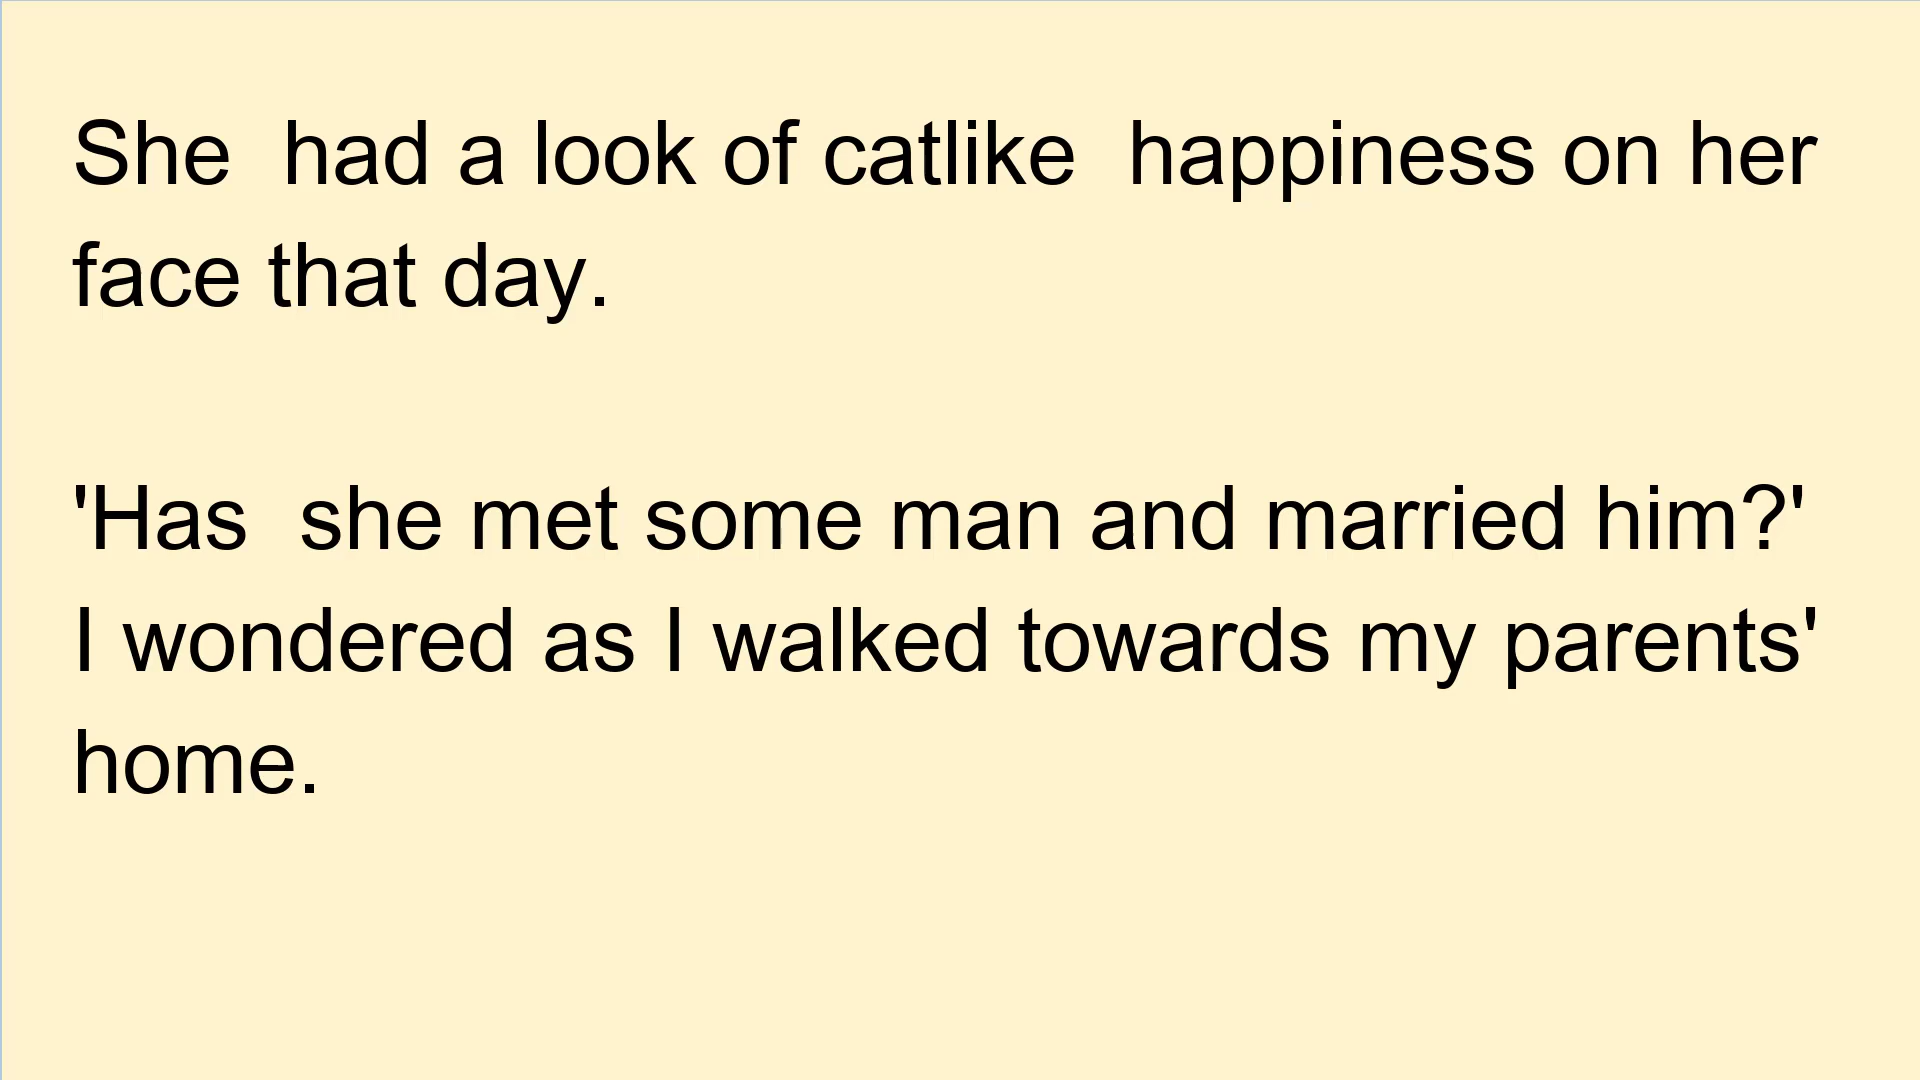 She  had a look of catlike  happiness on her
face that day.
'Has  she met some man and married him?'
I wondered as I walked towards my parents'
home.